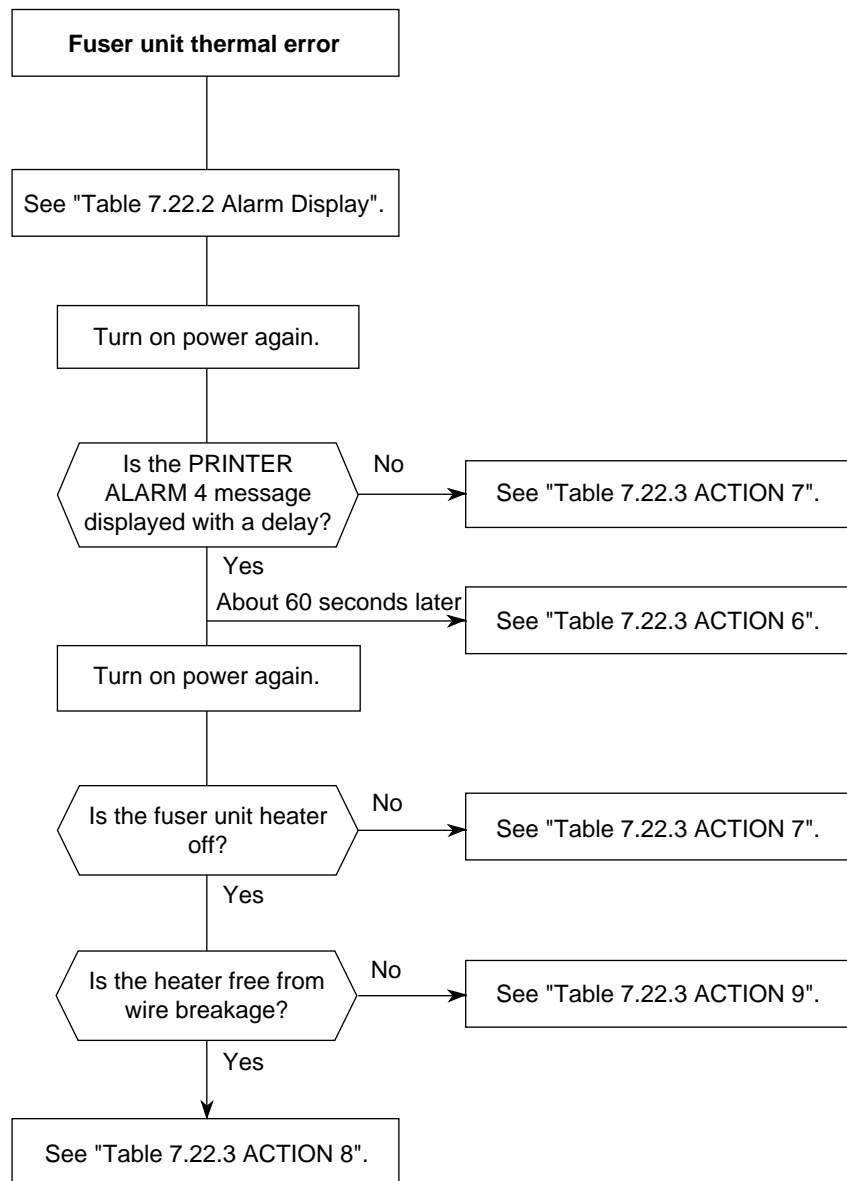 Fuser unit thermal error
See "Table 7.22.2 Alarm Display".
Turn on power again.
Is the PRINTER
ALARM 4 message
displayed with a delay?
No
See "Table 7.22.3 ACTION 7".
Yes
About 60 seconds later
See "Table 7.22.3 ACTION 6".
Turn on power again.
Is the fuser unit heater
off?
No
See "Table 7.22.3 ACTION 7".
Yes
Is the heater free from
wire breakage?
No
See "Table 7.22.3 ACTION 9".
Yes
See "Table 7.22.3 ACTION 8".